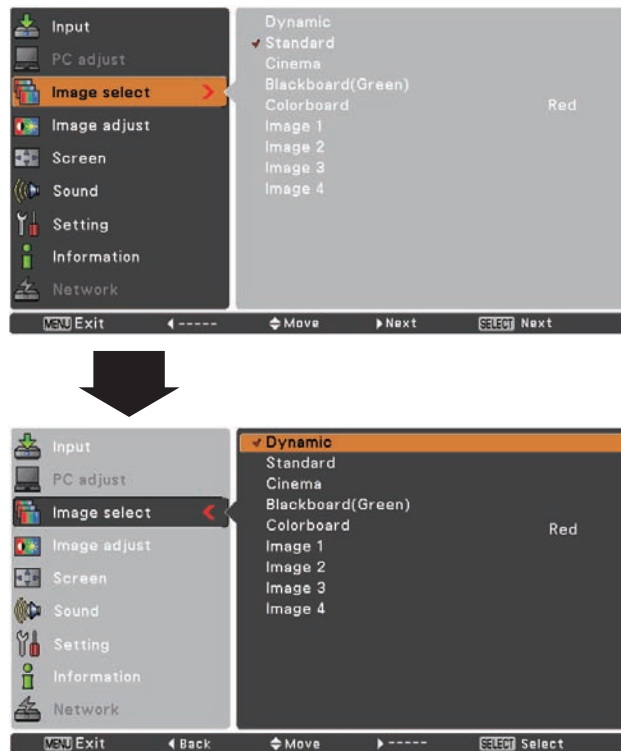 Input
PC adjust
Image select
Image adjust
Screen
Sound
Setting
Information
Network
Dynamic
Standard
Cinema
Blackboard(Green)
Colorboard Red
Image 1
Image 2
Image 3
Image 4
MENU Exit ----- Move Next SELECT Next
Input
PC adjust
Image select
Image adjust
Screen
Sound
Setting
Information
Network
Dynamic
Standard
Cinema
Blackboard(Green)
Colorboard Red
Image 1
Image 2
Image 3
Image 4
MENU Exit Back Move ----- SELECT Select